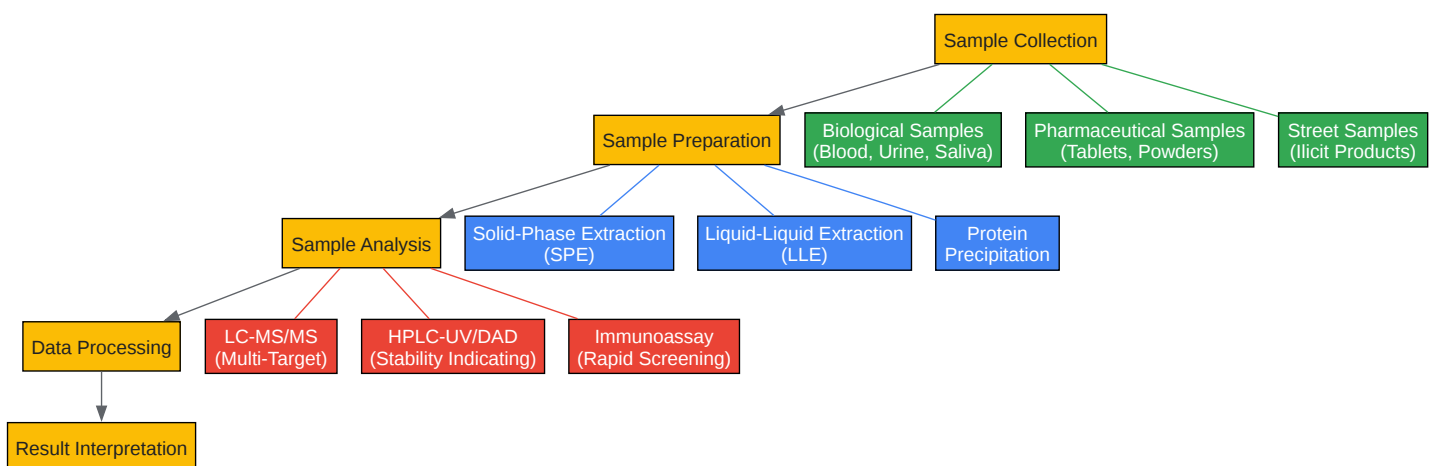 Sample Collection
Biological Samples
(Blood, Urine, Saliva)
Pharmaceutical Samples
(Tablets, Powders)
Street Samples
(Ilicit Products)
Sample Preparation
Solid-Phase Extraction
(SPE)
Liquid-Liquid Extraction
(LLE)
Protein
Precipitation
Sample Analysis
LC-MS/MS
(Multi-Target)
HPLC-UV/DAD
(Stability Indicating)
Immunoassay
(Rapid Screening)
Data Processing
Result Interpretation